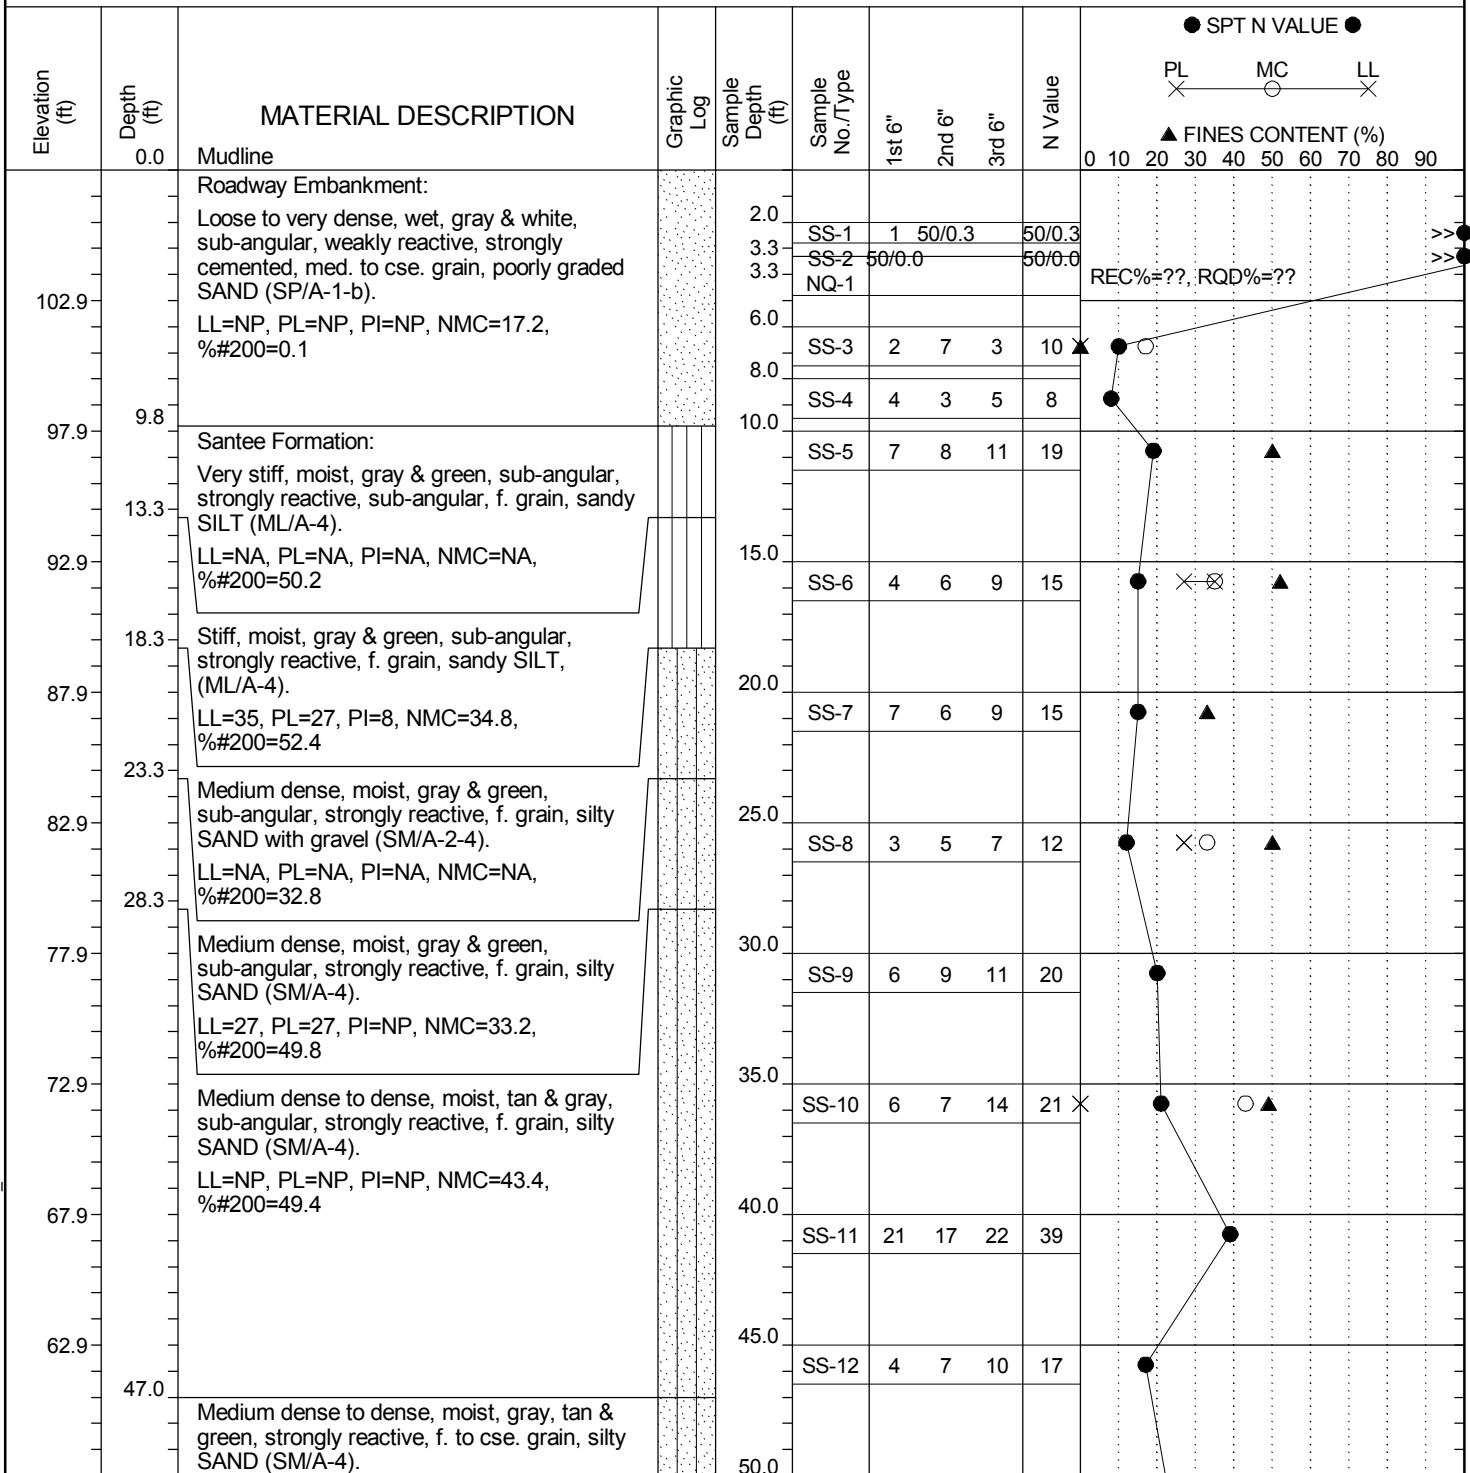 ● SPT N VALUE ●
PL MC LL
▲ FINES CONTENT (%)
0 10 20 30 40 50 60 70 80 90
Elevation (ft)
Depth (ft)
MATERIAL DESCRIPTION
Graphic Log
Sample Depth (ft)
Sample No./Type
1st 6"
2nd 6"
3rd 6"
N Value
0.0 Mudline
Roadway Embankment:
Loose to very dense, wet, gray & white,
sub-angular, weakly reactive, strongly
cemented, med. to cse. grain, poorly graded
SAND (SP/A-1-b).
LL=NP, PL=NP, PI=NP, NMC=17.2,
%#200=0.1
9.8
Santee Formation:
Very stiff, moist, gray & green, sub-angular,
strongly reactive, sub-angular, f. grain, sandy
SILT (ML/A-4).
LL=NA, PL=NA, PI=NA, NMC=NA,
%#200=50.2
13.3
Stiff, moist, gray & green, sub-angular,
strongly reactive, f. grain, sandy SILT,
(ML/A-4).
LL=35, PL=27, PI=8, NMC=34.8,
%#200=52.4
18.3
Medium dense, moist, gray & green,
sub-angular, strongly reactive, f. grain, silty
SAND with gravel (SM/A-2-4).
LL=NA, PL=NA, PI=NA, NMC=NA,
%#200=32.8
23.3
Medium dense, moist, gray & green,
sub-angular, strongly reactive, f. grain, silty
SAND (SM/A-4).
LL=27, PL=27, PI=NP, NMC=33.2,
%#200=49.8
28.3
Medium dense to dense, moist, tan & gray,
sub-angular, strongly reactive, f. grain, silty
SAND (SM/A-4).
LL=NP, PL=NP, PI=NP, NMC=43.4,
%#200=49.4
47.0
Medium dense to dense, moist, gray, tan &
green, strongly reactive, f. to cse. grain, silty
SAND (SM/A-4).
102.9
97.9
92.9
87.9
82.9
77.9
72.9
67.9
62.9
2.0
SS-1 1 50/0.3 50/0.3 >>
3.3
SS-2 50/0.0 50/0.0 >>
3.3
NQ-1 REC%=??, RQD%=??
6.0
SS-3 2 7 3 10
8.0
SS-4 4 3 5 8
10.0
SS-5 7 8 11 19
15.0
SS-6 4 6 9 15
20.0
SS-7 7 6 9 15
25.0
SS-8 3 5 7 12
30.0
SS-9 6 9 11 20
35.0
SS-10 6 7 14 21
40.0
SS-11 21 17 22 39
45.0
SS-12 4 7 10 17
50.0